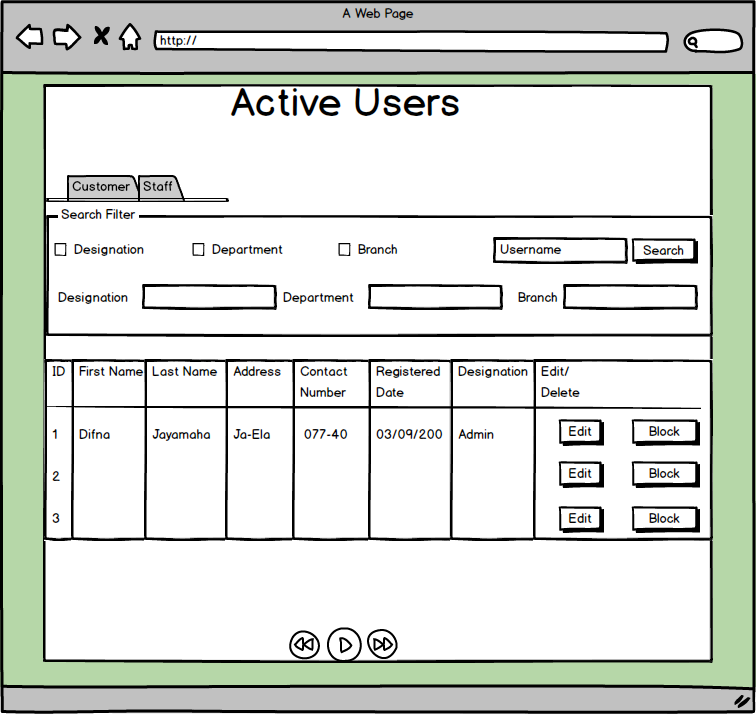 A Web Page
http://
Active Users
Customer Staff
Search Filter
Designation Department Branch Username Search
Designation Department Branch
ID First Name Last Name Address Contact Number Registered Date Designation Edit/ Delete
1 Difna Jayamaha Ja-Ela 077-40 03/09/200 Admin Edit Block
2 Edit Block
3 Edit Block